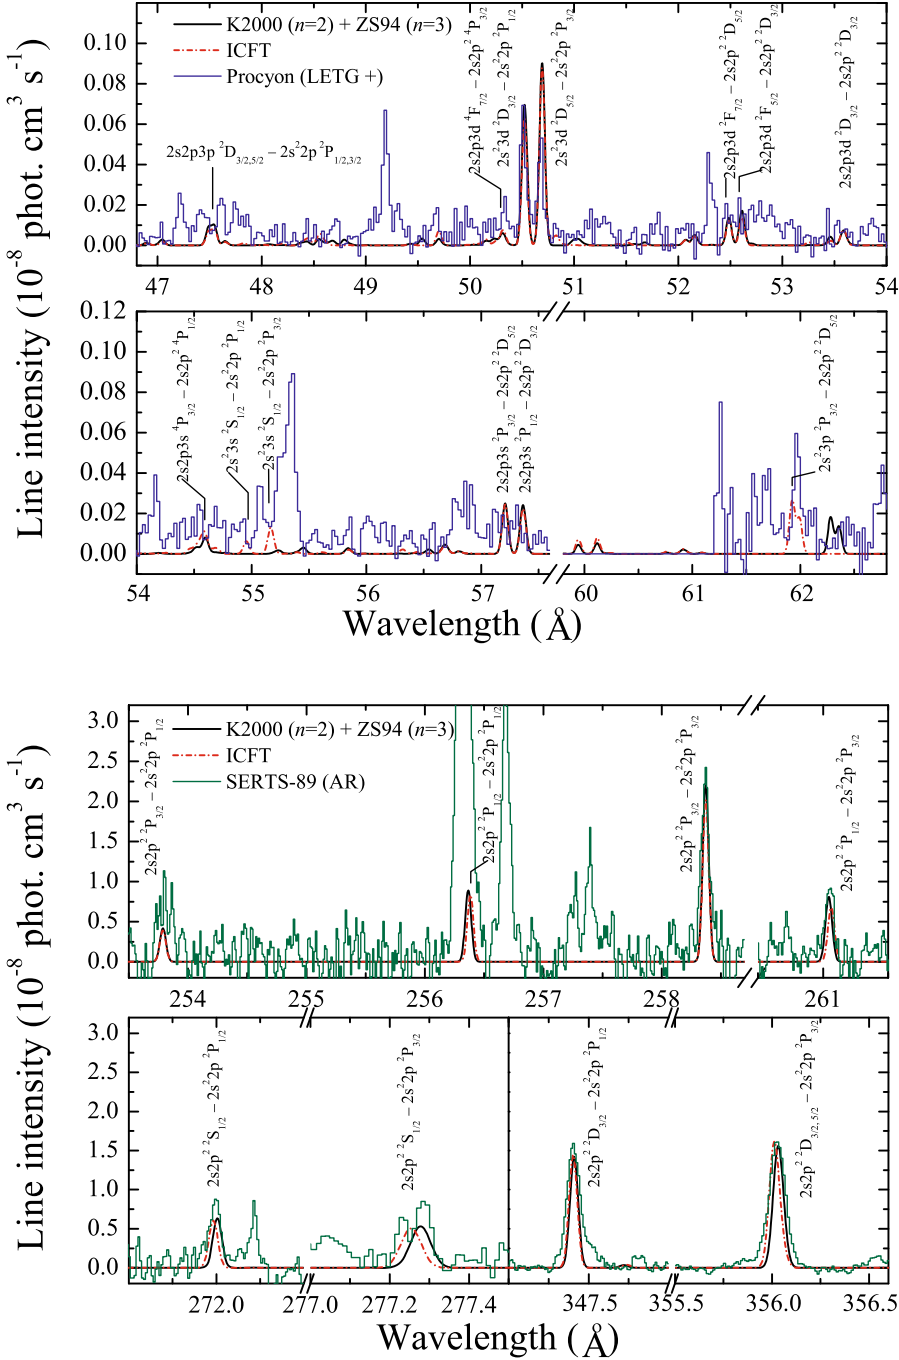 Line intensity (10⁻⁸ phot. cm³ s⁻¹)
K2000 (n=2) + ZS94 (n=3)
ICFT
Procyon (LETG +)
2s2p3p ²D3/2,5/2 – 2s²2p ²P1/2,3/2
2s2p3d ⁴F7/2 – 2s2p² ⁴P3/2
2s²3d ²D3/2 – 2s²2p ²P1/2
2s²3d ²D5/2 – 2s²2p ²P3/2
2s2p3d ²F7/2 – 2s2p² ²D5/2
2s2p3d ²F5/2 – 2s2p² ²D3/2
2s2p3d ²D3/2 – 2s2p² ²D3/2
0.10
0.08
0.06
0.04
0.02
0.00
47 48 49 50 51 52 53 54
0.12
0.10
0.08
0.06
0.04
0.02
0.00
2s2p3s ⁴P3/2 – 2s2p² ⁴P1/2
2s²3s ²S1/2 – 2s²2p ²P1/2
2s²3s ²S1/2 – 2s²2p ²P3/2
2s2p3s ²P3/2 – 2s2p² ²D5/2
2s2p3s ²P1/2 – 2s2p² ²D3/2
2s²3p ²P3/2 – 2s2p² ²D5/2
54 55 56 57 60 61 62
Wavelength (Å)
Line intensity (10⁻⁸ phot. cm³ s⁻¹)
K2000 (n=2) + ZS94 (n=3)
ICFT
SERTS-89 (AR)
2s2p² ²P3/2 – 2s²2p ²P1/2
2s2p² ²P1/2 – 2s²2p ²P1/2
2s2p² ²P3/2 – 2s²2p ²P3/2
2s2p² ²P1/2 – 2s²2p ²P3/2
3.0
2.5
2.0
1.5
1.0
0.5
0.0
254 255 256 257 258 261
3.0
2.5
2.0
1.5
1.0
0.5
0.0
2s2p² ²S1/2 – 2s²2p ²P1/2
2s2p² ²S1/2 – 2s²2p ²P3/2
2s2p² ²D3/2 – 2s²2p ²P1/2
2s2p² ²D3/2, 5/2 – 2s²2p ²P3/2
272.0 277.0 277.2 277.4 347.5 355.5 356.0 356.5
Wavelength (Å)